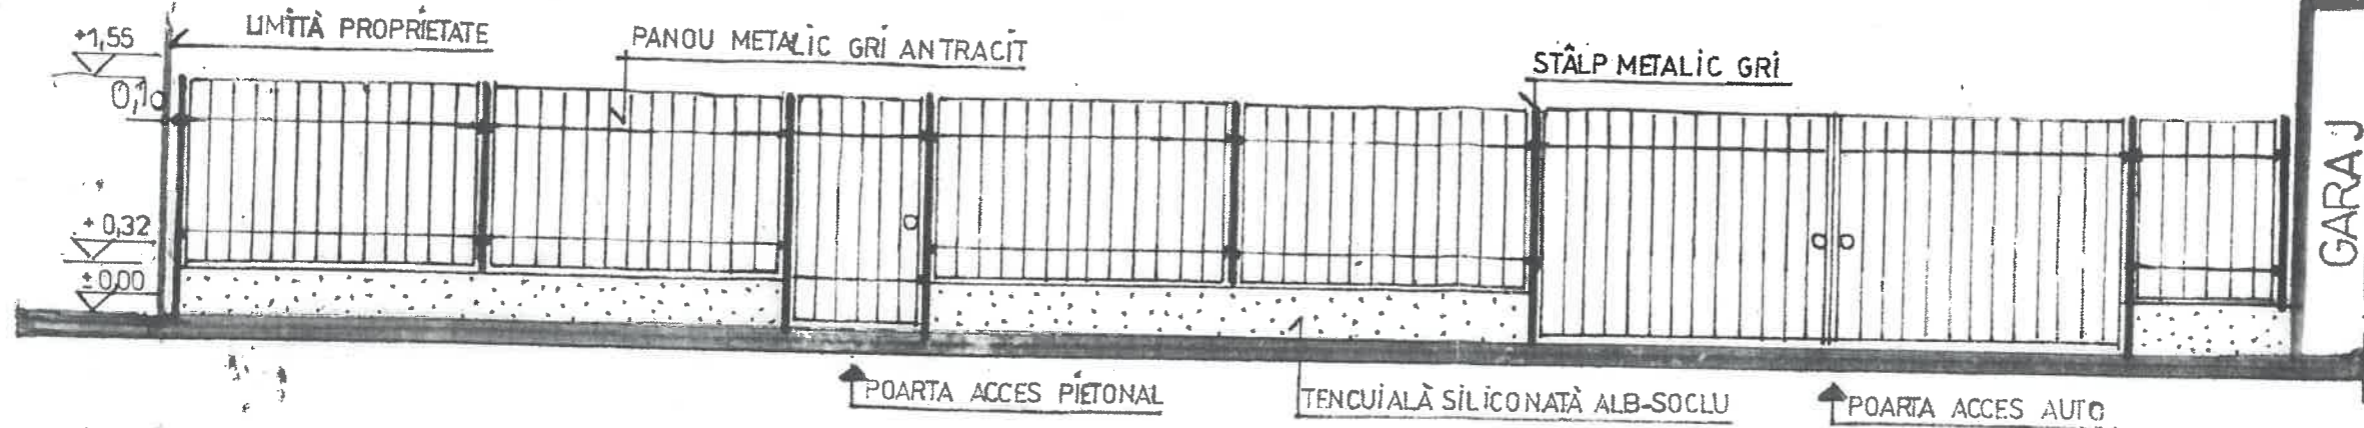 LIMITĂ PROPRIETATE
+1,55
PANOU METALIC GRI ANTRACIT
STÂLP METALIC GRI
0,10
GARAJ
+0,32
±0,00
POARTA ACCES PIETONAL
TENCUIALĂ SILICONATĂ ALB-SOCLU
POARTA ACCES AUTO